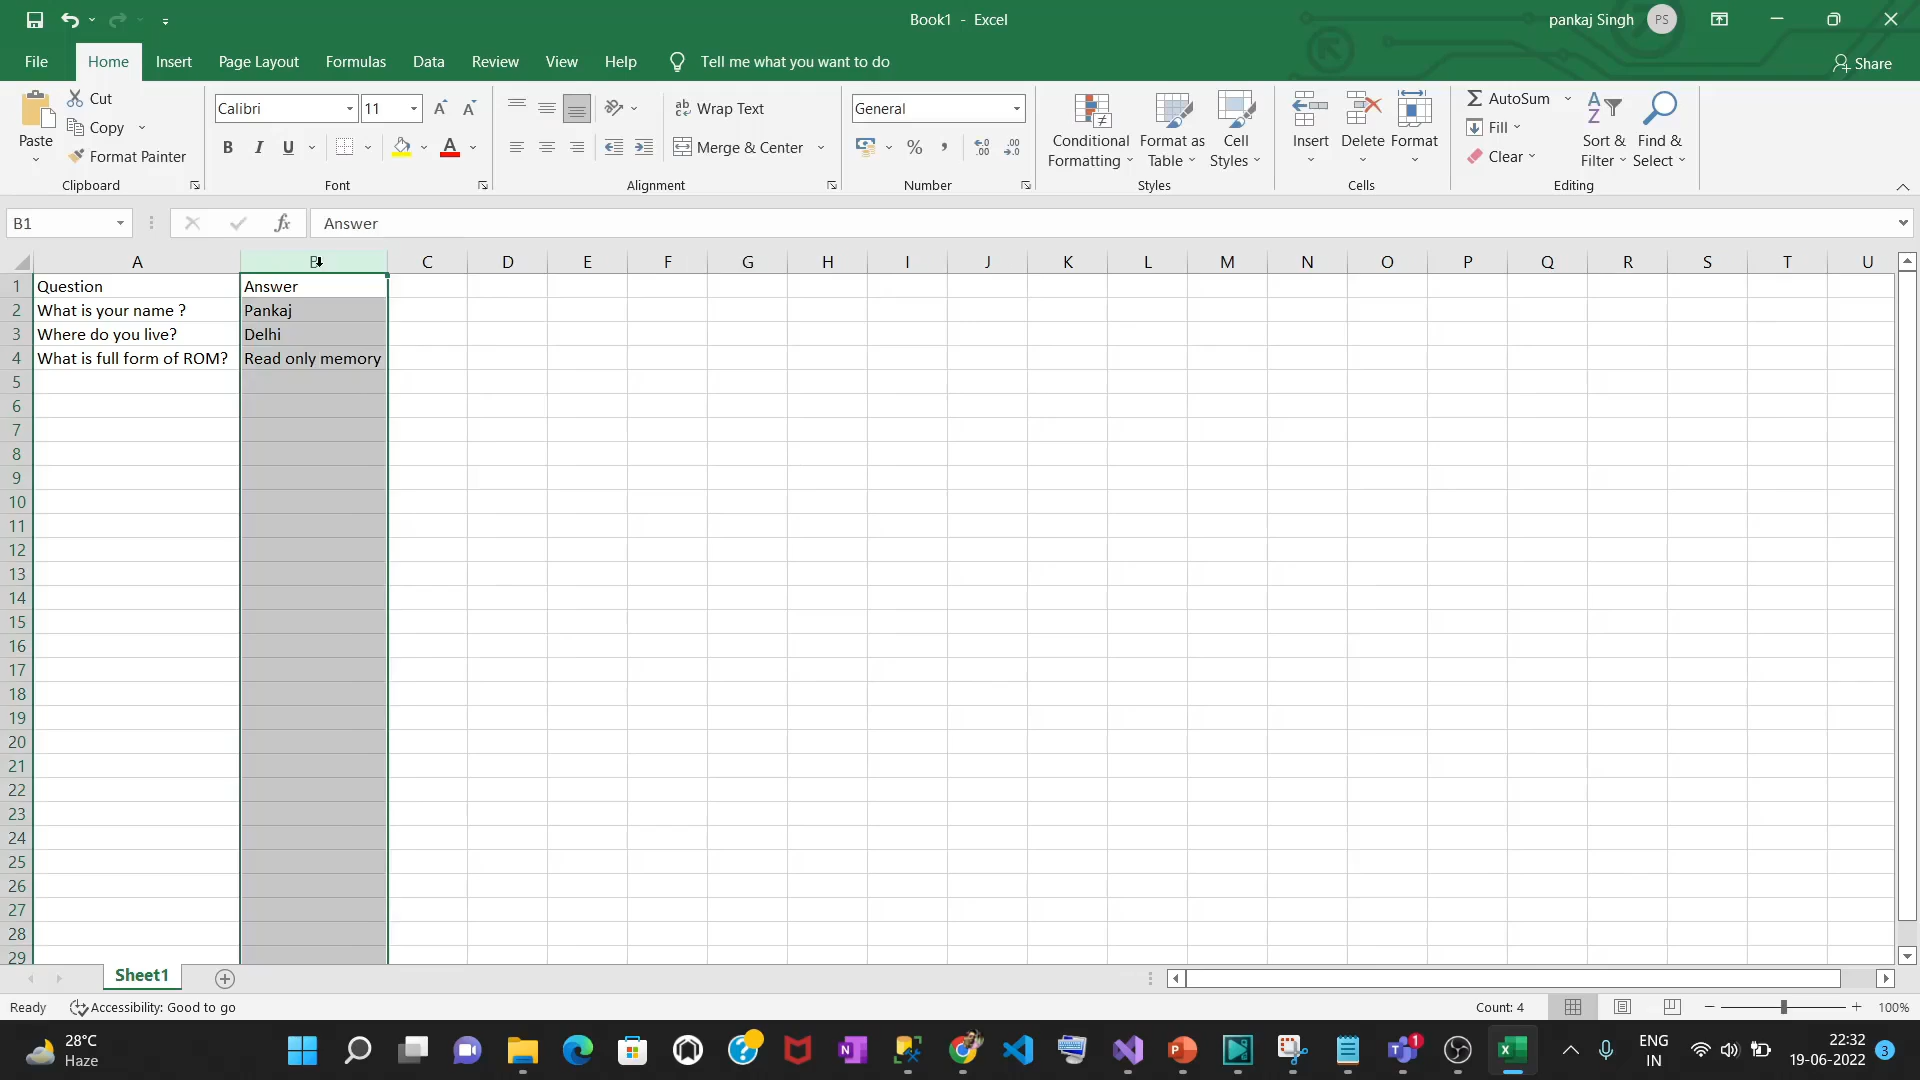 Book1 - Excel
pankaj Singh PS
File Home Insert Page Layout Formulas Data Review View Help Tell me what you want to do Share
Paste
Cut
Copy
Format Painter
Clipboard
Calibri 11
B I U
Font
Wrap Text
Merge & Center
Alignment
General
% ,
Number
Conditional Formatting
Format as Table
Cell Styles
Styles
Insert Delete Format
Cells
AutoSum
Fill
Clear
Sort & Filter
Find & Select
Editing
B1 fx Answer
A B C D E F G H I J K L M N O P Q R S T U
1 Question Answer
2 What is your name ? Pankaj
3 Where do you live? Delhi
4 What is full form of ROM? Read only memory
5
6
7
8
9
10
11
12
13
14
15
16
17
18
19
20
21
22
23
24
25
26
27
28
29
Sheet1
Ready Accessibility: Good to go Count: 4 100%
28°C
Haze
1
ENG
IN
22:32
19-06-2022
3